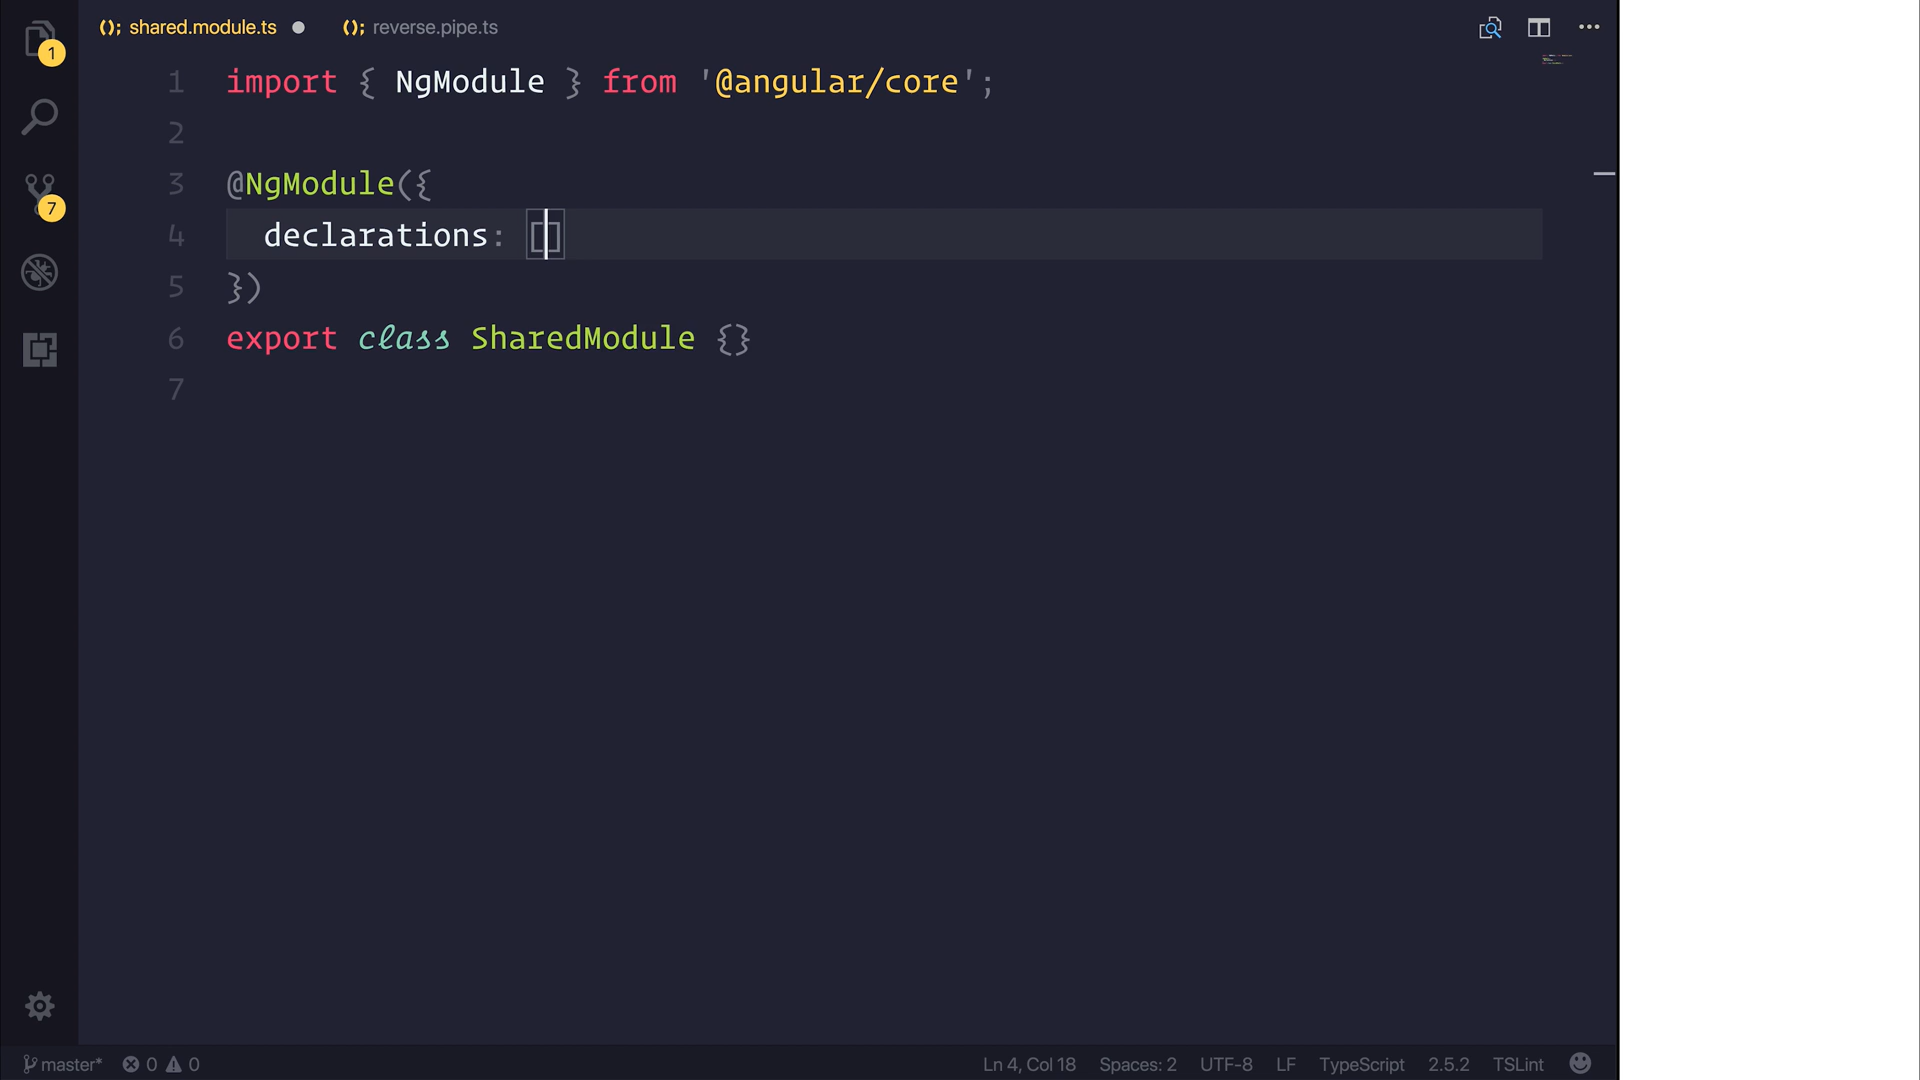 (); shared.module.ts ● (); reverse.pipe.ts
1
1 import { NgModule } from '@angular/core';
2
3 @NgModule({
4 declarations: []
5 })
6 export class SharedModule {}
7
7
master* 0 0 Ln 4, Col 18 Spaces: 2 UTF-8 LF TypeScript 2.5.2 TSLint